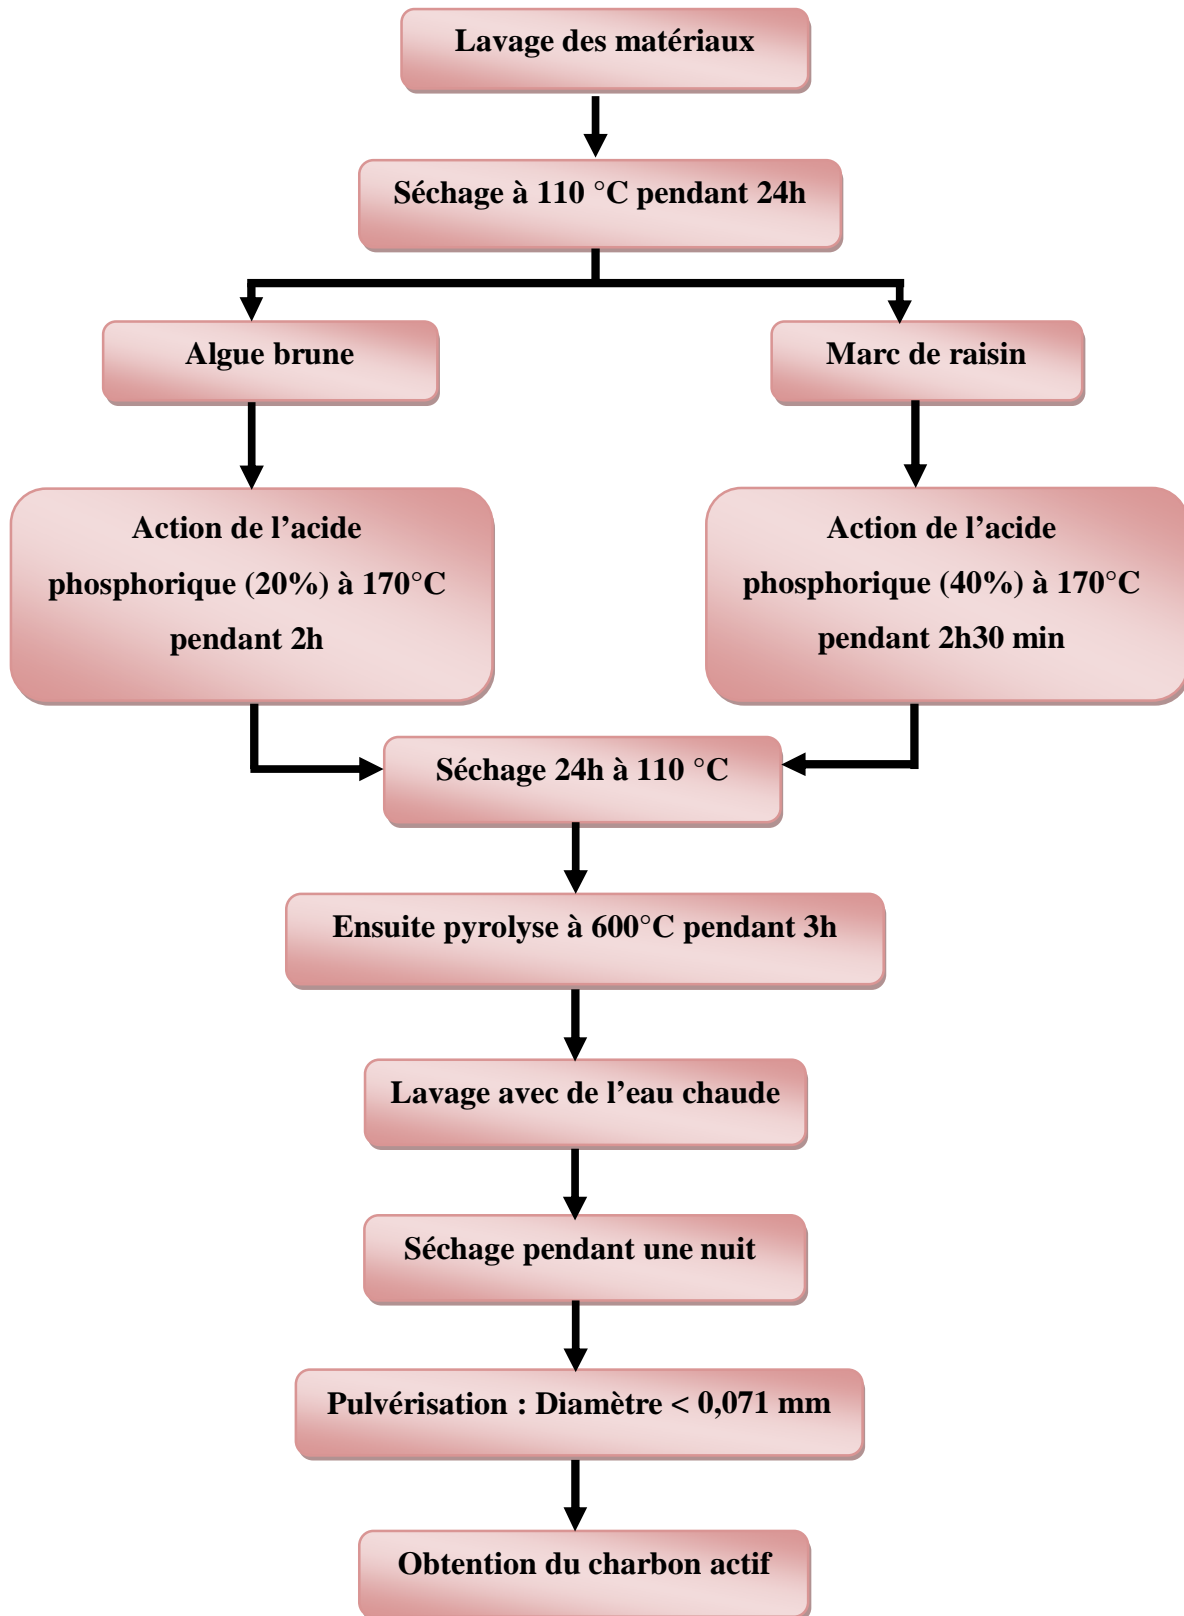 Lavage des matériaux
Séchage à 110 °C pendant 24h
Algue brune
Marc de raisin
Action de l’acide
phosphorique (20%) à 170°C
pendant 2h
Action de l’acide
phosphorique (40%) à 170°C
pendant 2h30 min
Séchage 24h à 110 °C
Ensuite pyrolyse à 600°C pendant 3h
Lavage avec de l’eau chaude
Séchage pendant une nuit
Pulvérisation : Diamètre < 0,071 mm
Obtention du charbon actif